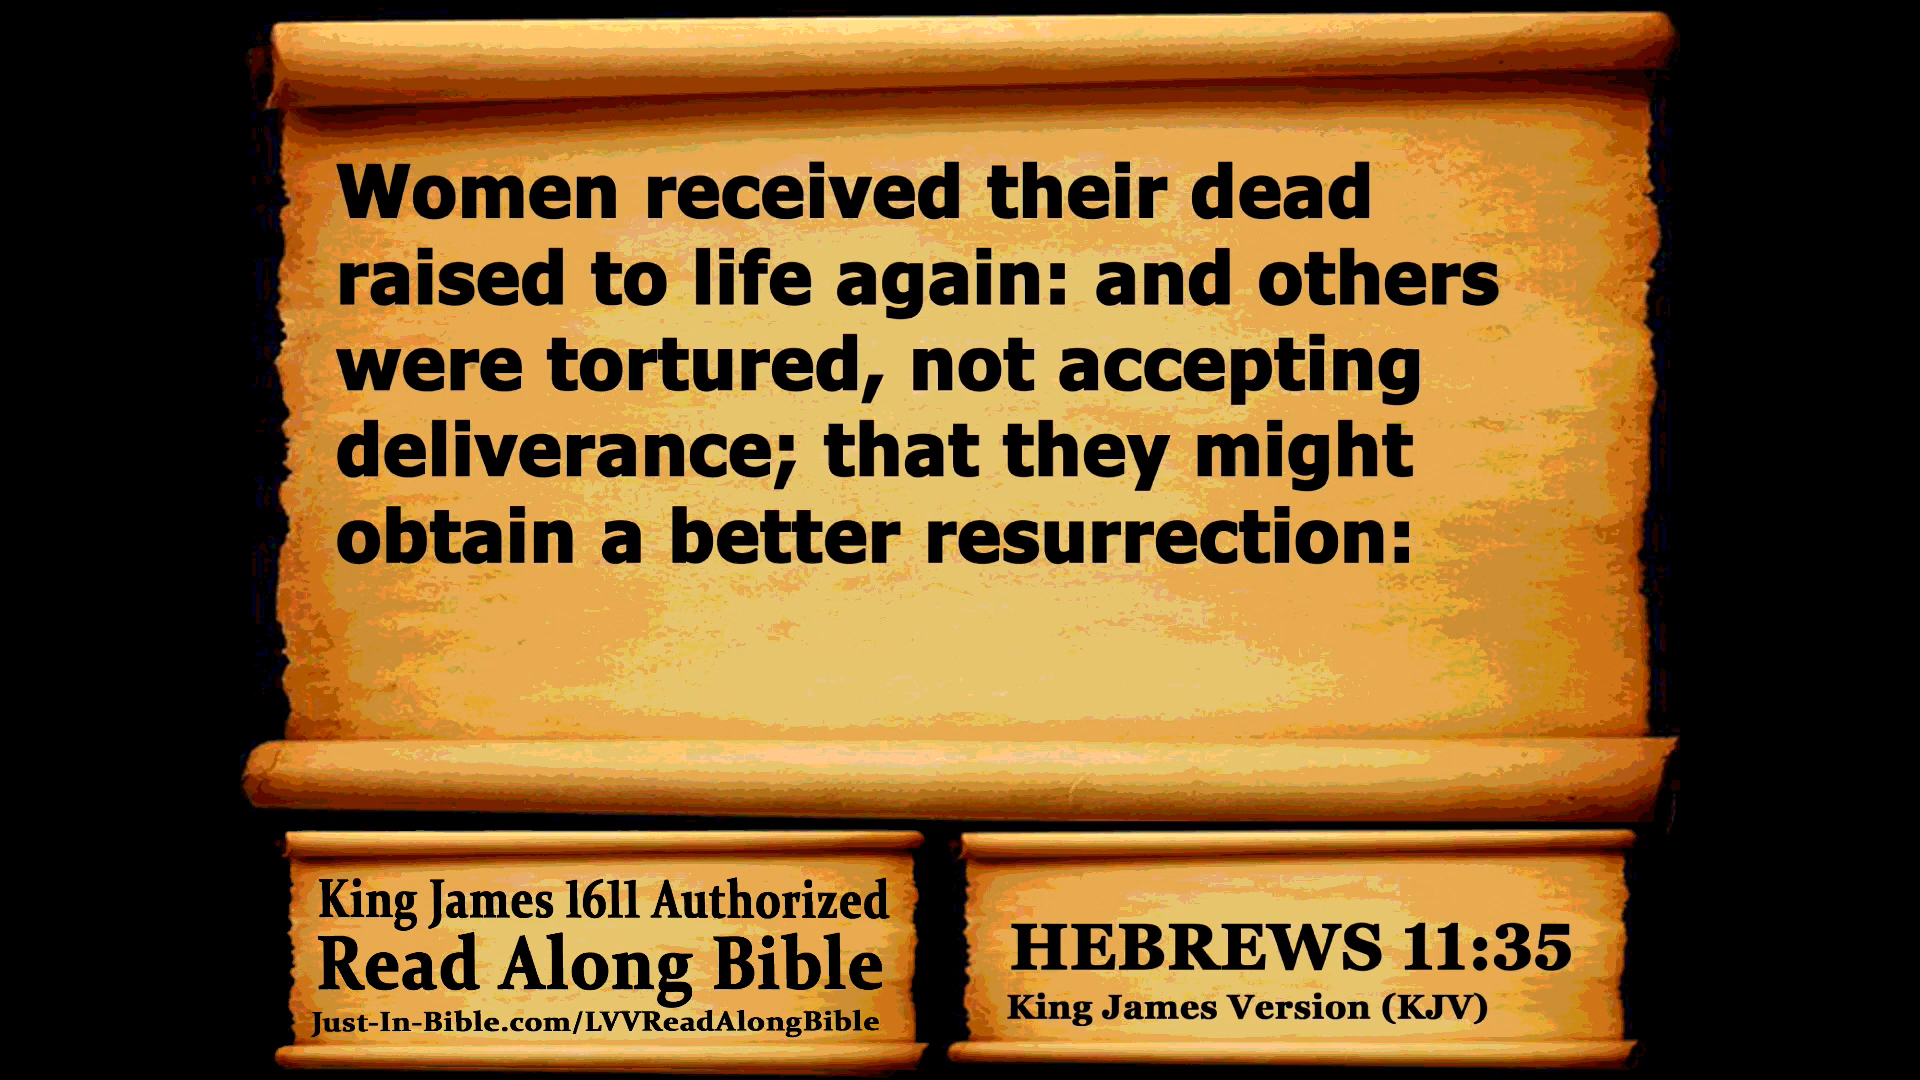 Women received their dead
raised to life again: and others
were tortured, not accepting
deliverance; that they might
obtain a better resurrection:
King James 1611 Authorized
Read Along Bible
Just-In-Bible.com/LVVReadAlongBible
HEBREWS 11:35
King James Version (KJV)